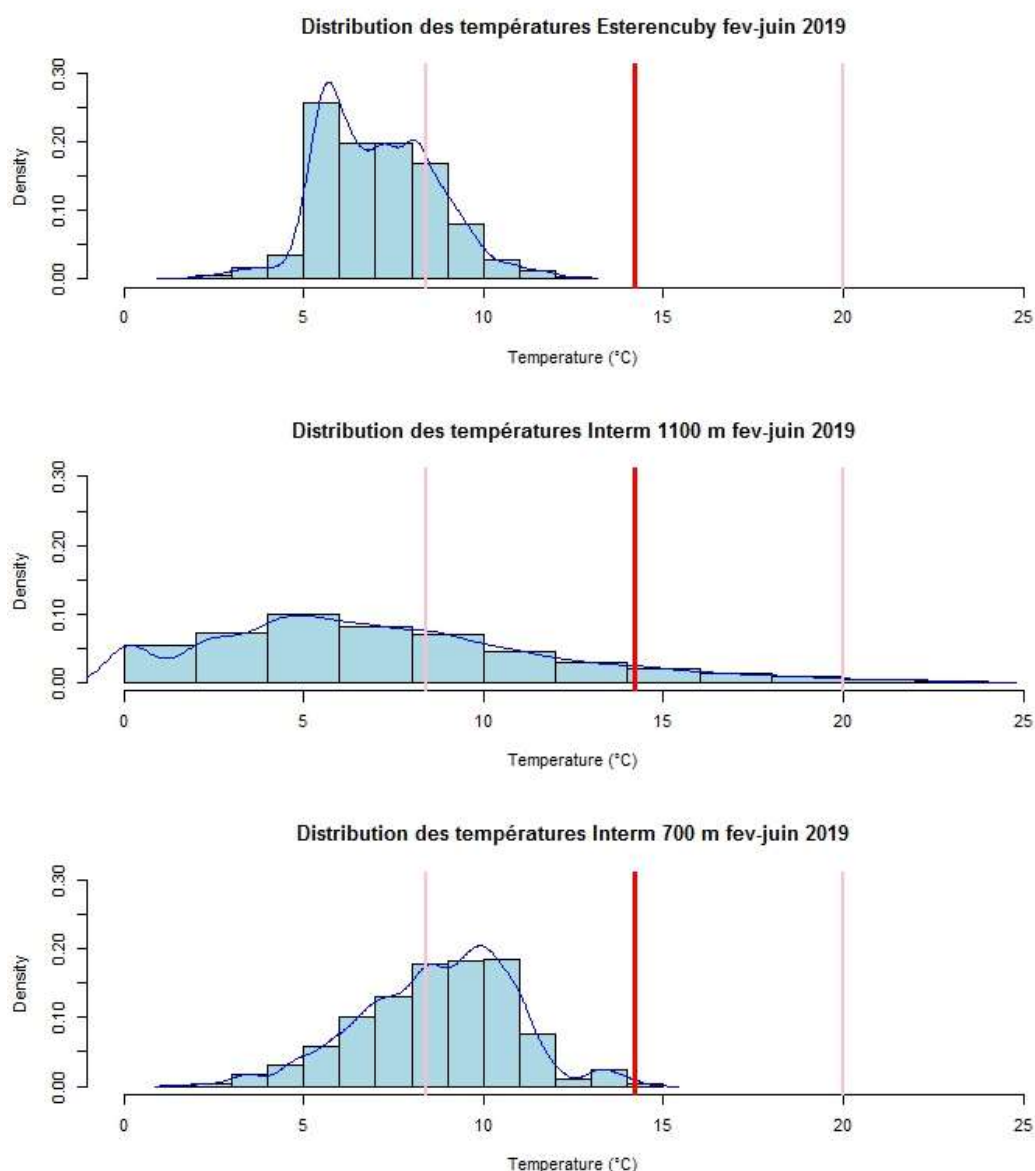 Distribution des températures Esterencuby fev-juin 2019
Density
0.00 0.10 0.20 0.30
0 5 10 15 20 25
Temperature (°C)
Distribution des températures Interm 1100 m fev-juin 2019
Density
0.00 0.10 0.20 0.30
0 5 10 15 20 25
Temperature (°C)
Distribution des températures Interm 700 m fev-juin 2019
Density
0.00 0.10 0.20 0.30
0 5 10 15 20 25
Temperature (°C)